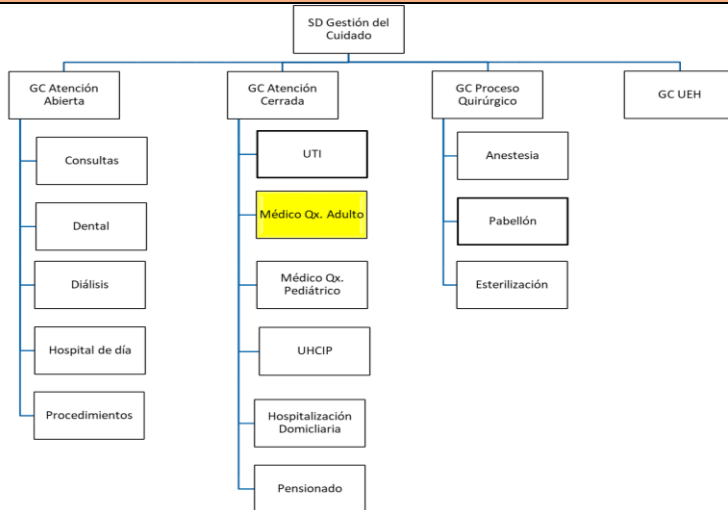 SD Gestión del
Cuidado
GC Atención
Abierta
GC Atención
Cerrada
GC Proceso
Quirúrgico
GC UEH
Consultas
Dental
Diálisis
Hospital de día
Procedimientos
UTI
Médico Qx. Adulto
Médico Qx.
Pediátrico
UHCIP
Hospitalización
Domicliaria
Pensionado
Anestesia
Pabellón
Esterilización